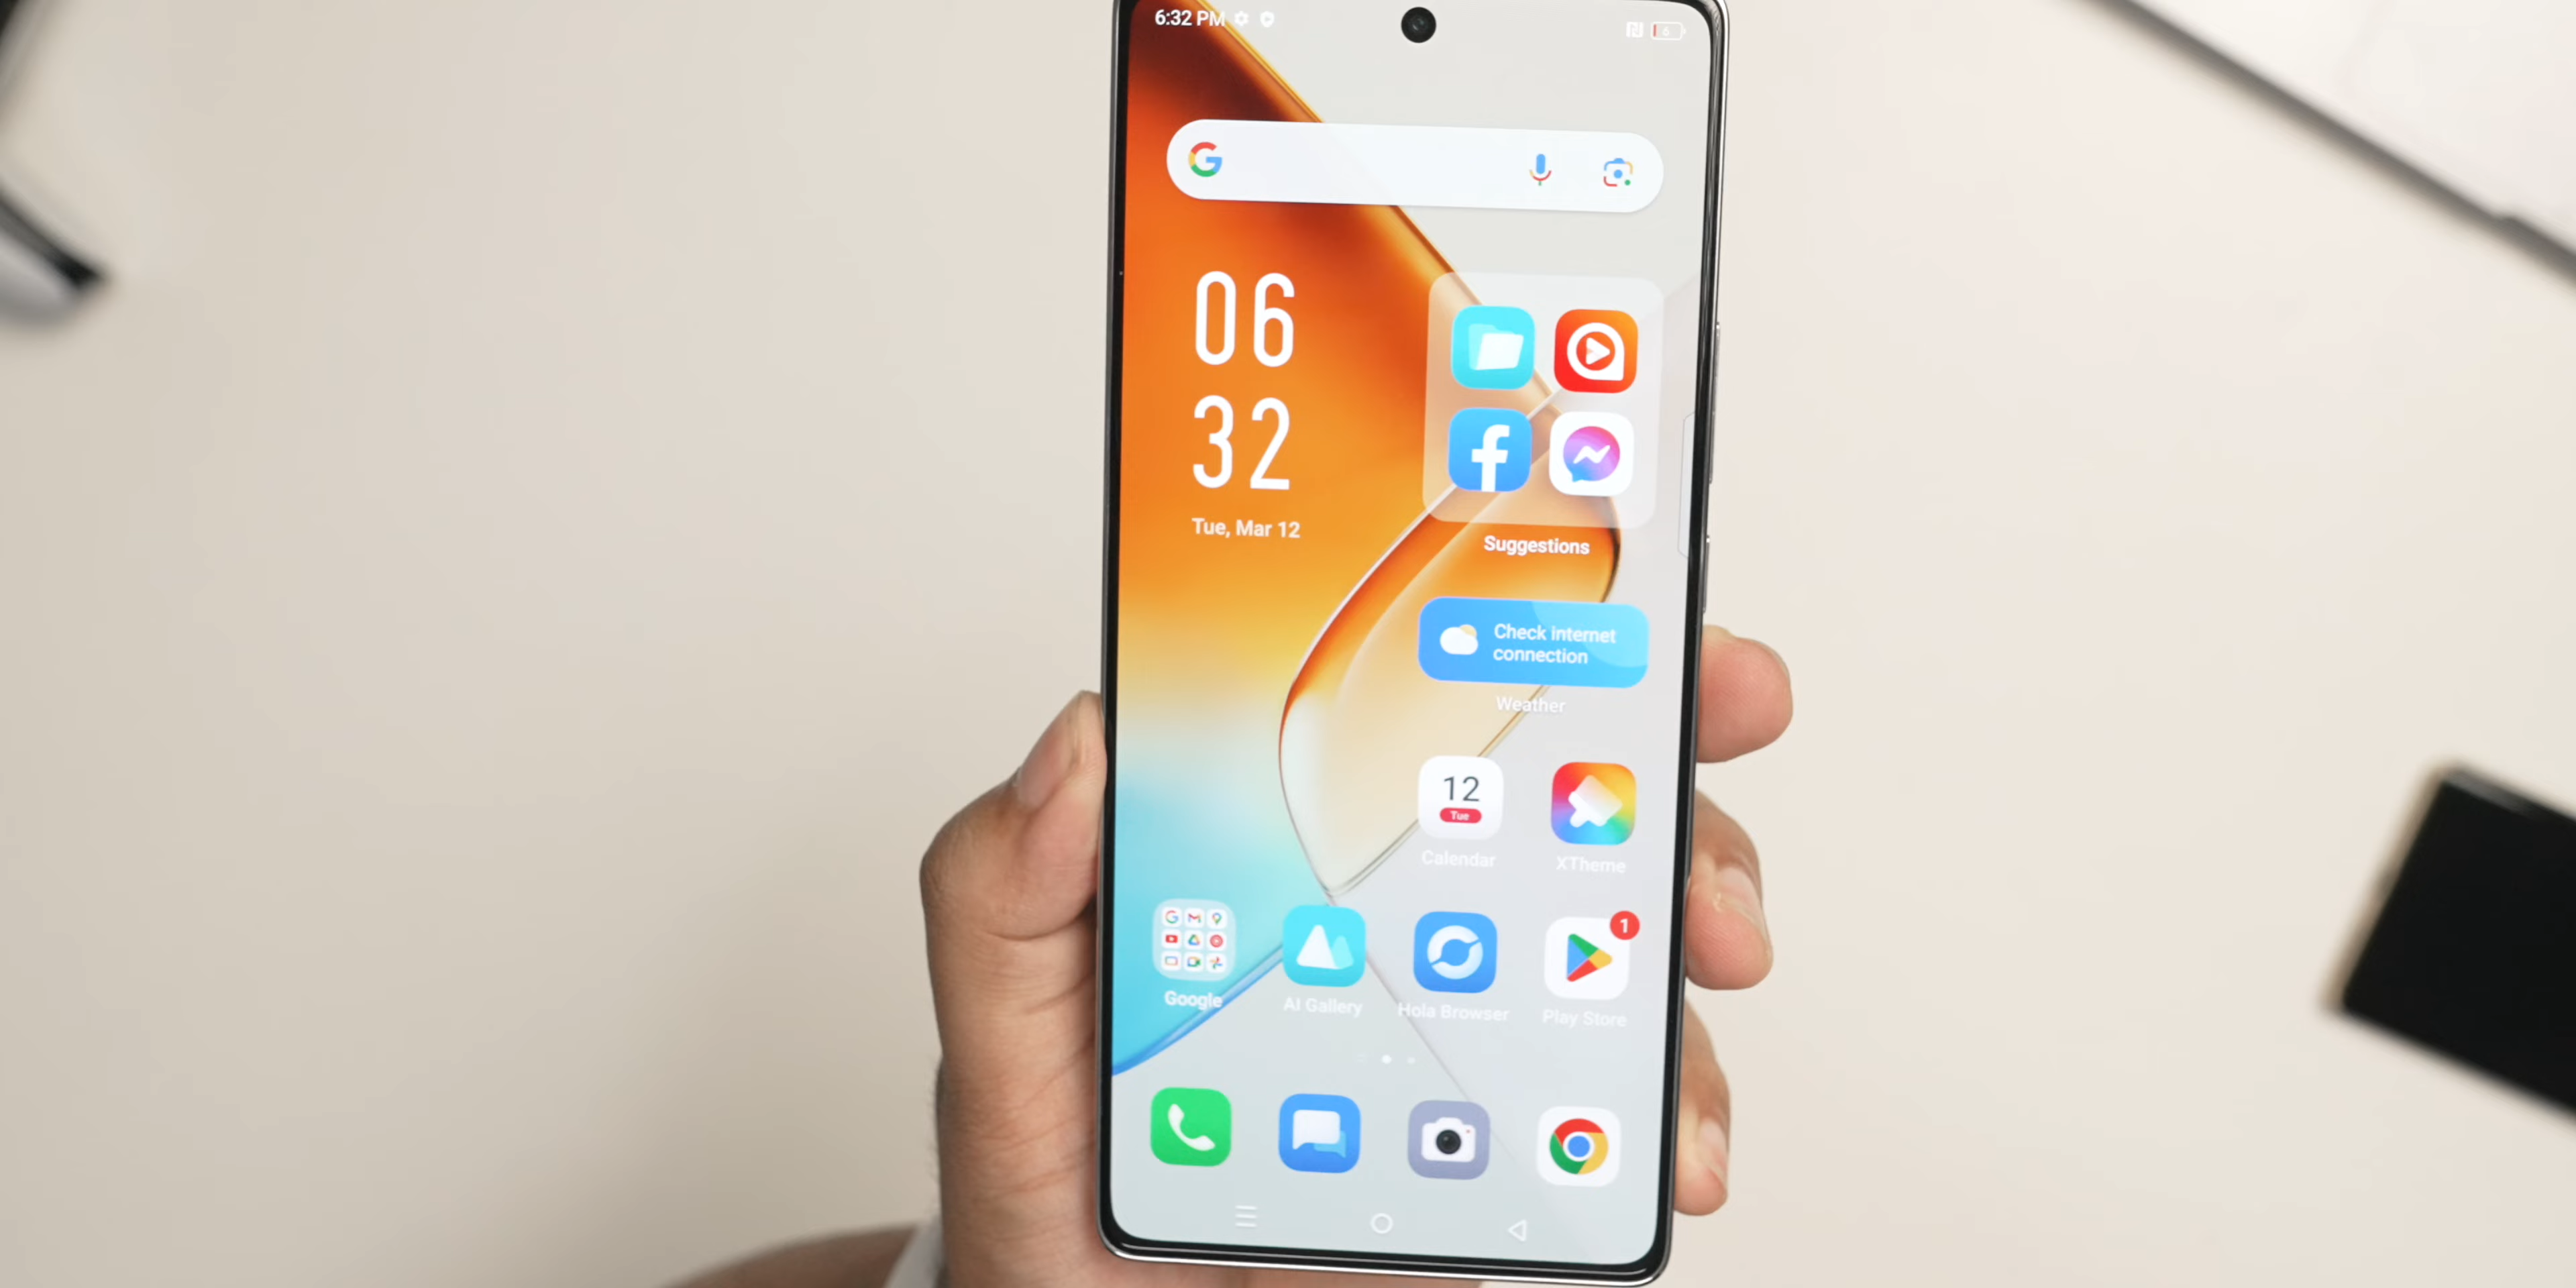 6:32 PM
6
06
32
Tue, Mar 12
Suggestions
Check internet
connection
Weather
12
Tue
Calendar
XTheme
1
Google
AI Gallery
Hola Browser
Play Store